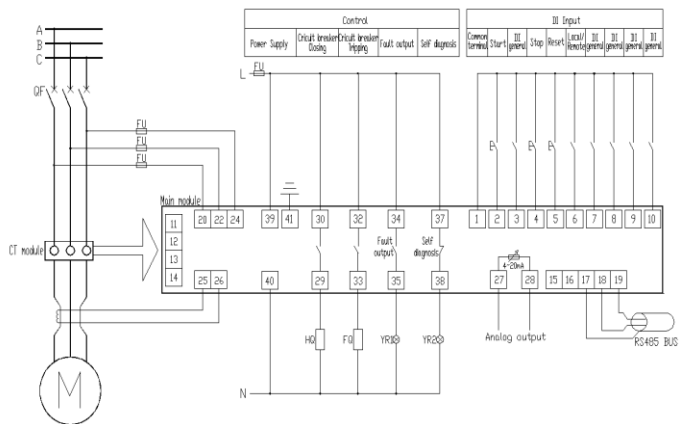 Control
Power Supply
Cricuit breaker Closing
Cricuit breaker Tripping
Fault output
Self diagnosis
DI Input
Common terminal
Start
DI general
Stop
Reset
Local/ Remote
DI general
DI general
DI general
DI general
A
B
C
QF
FU
FU
FU
L
FU
Main module
11
12
13
14
20
22
24
39
41
30
32
34
37
1
2
3
4
5
6
7
8
9
10
CT module
Fault output
Self diagnosis
4-20mA
25
26
40
29
33
35
38
27
28
15
16
17
18
19
HQ
FQ
YR1
YR2
Analog output
RS485 BUS
N
M